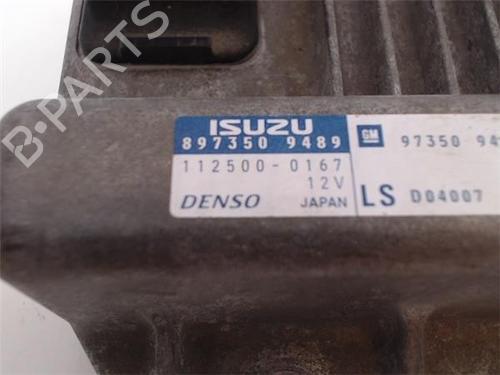 ISUZU
897350 9489
GM 97350 94
112500-0167
12V
DENSO JAPAN
LS D04007
B-PARTS